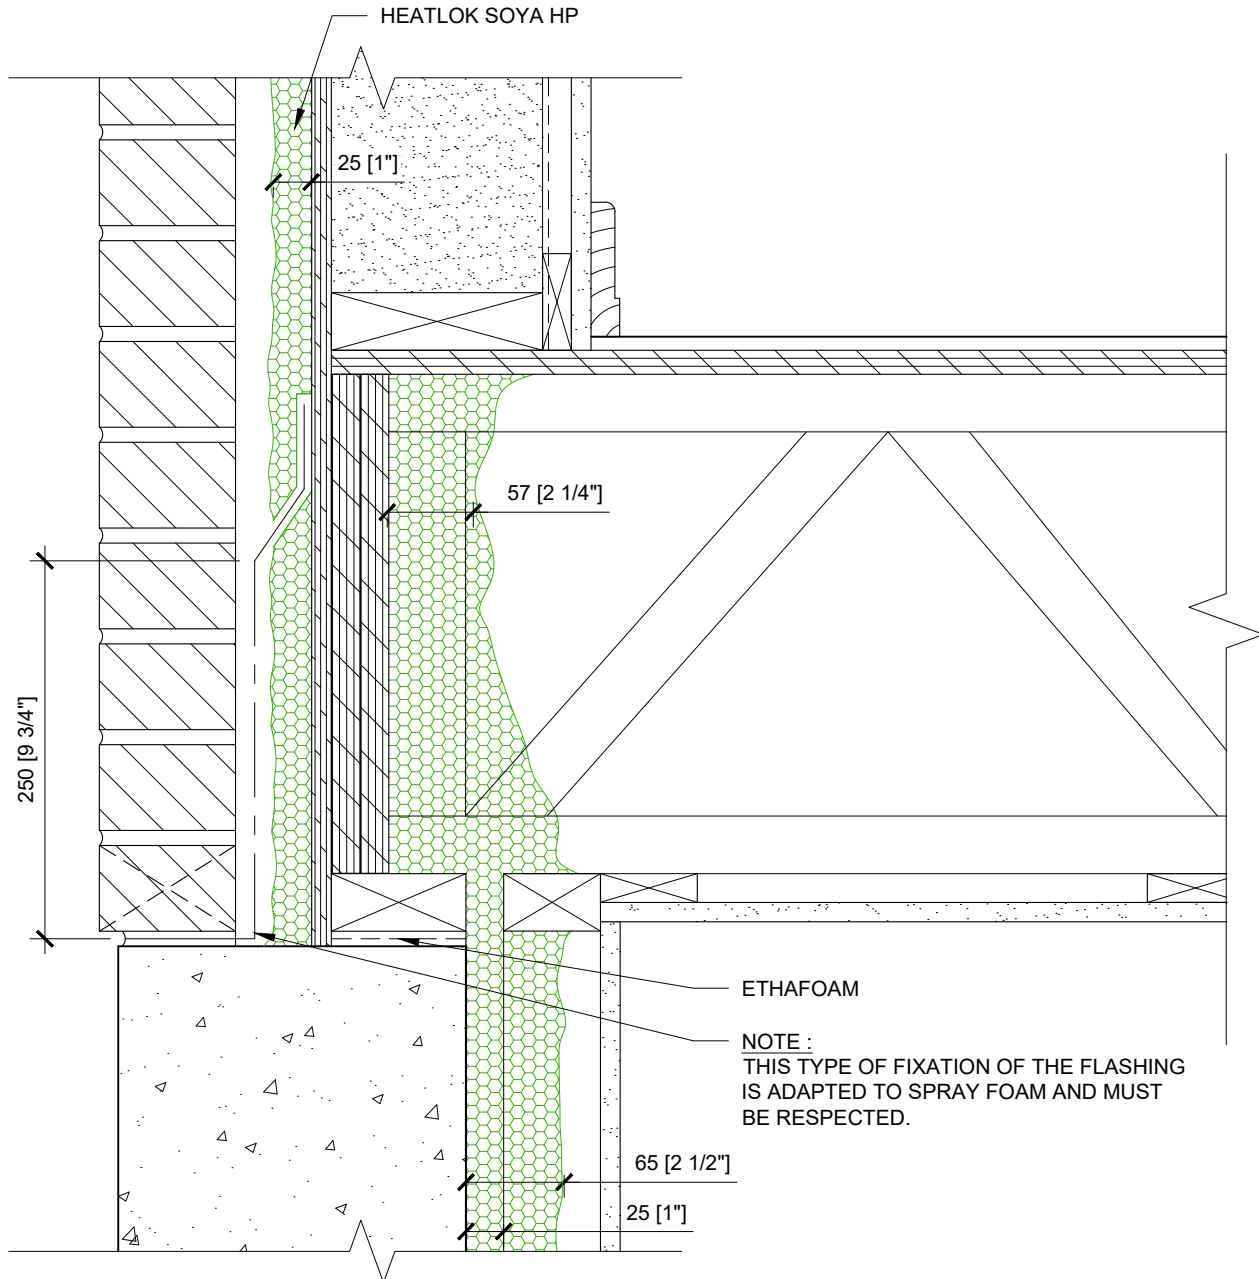 HEATLOK SOYA HP
25 [1"]
57 [2 1/4"]
250 [9 3/4"]
ETHAFOAM
NOTE :
THIS TYPE OF FIXATION OF THE FLASHING
IS ADAPTED TO SPRAY FOAM AND MUST
BE RESPECTED.
65 [2 1/2"]
25 [1"]